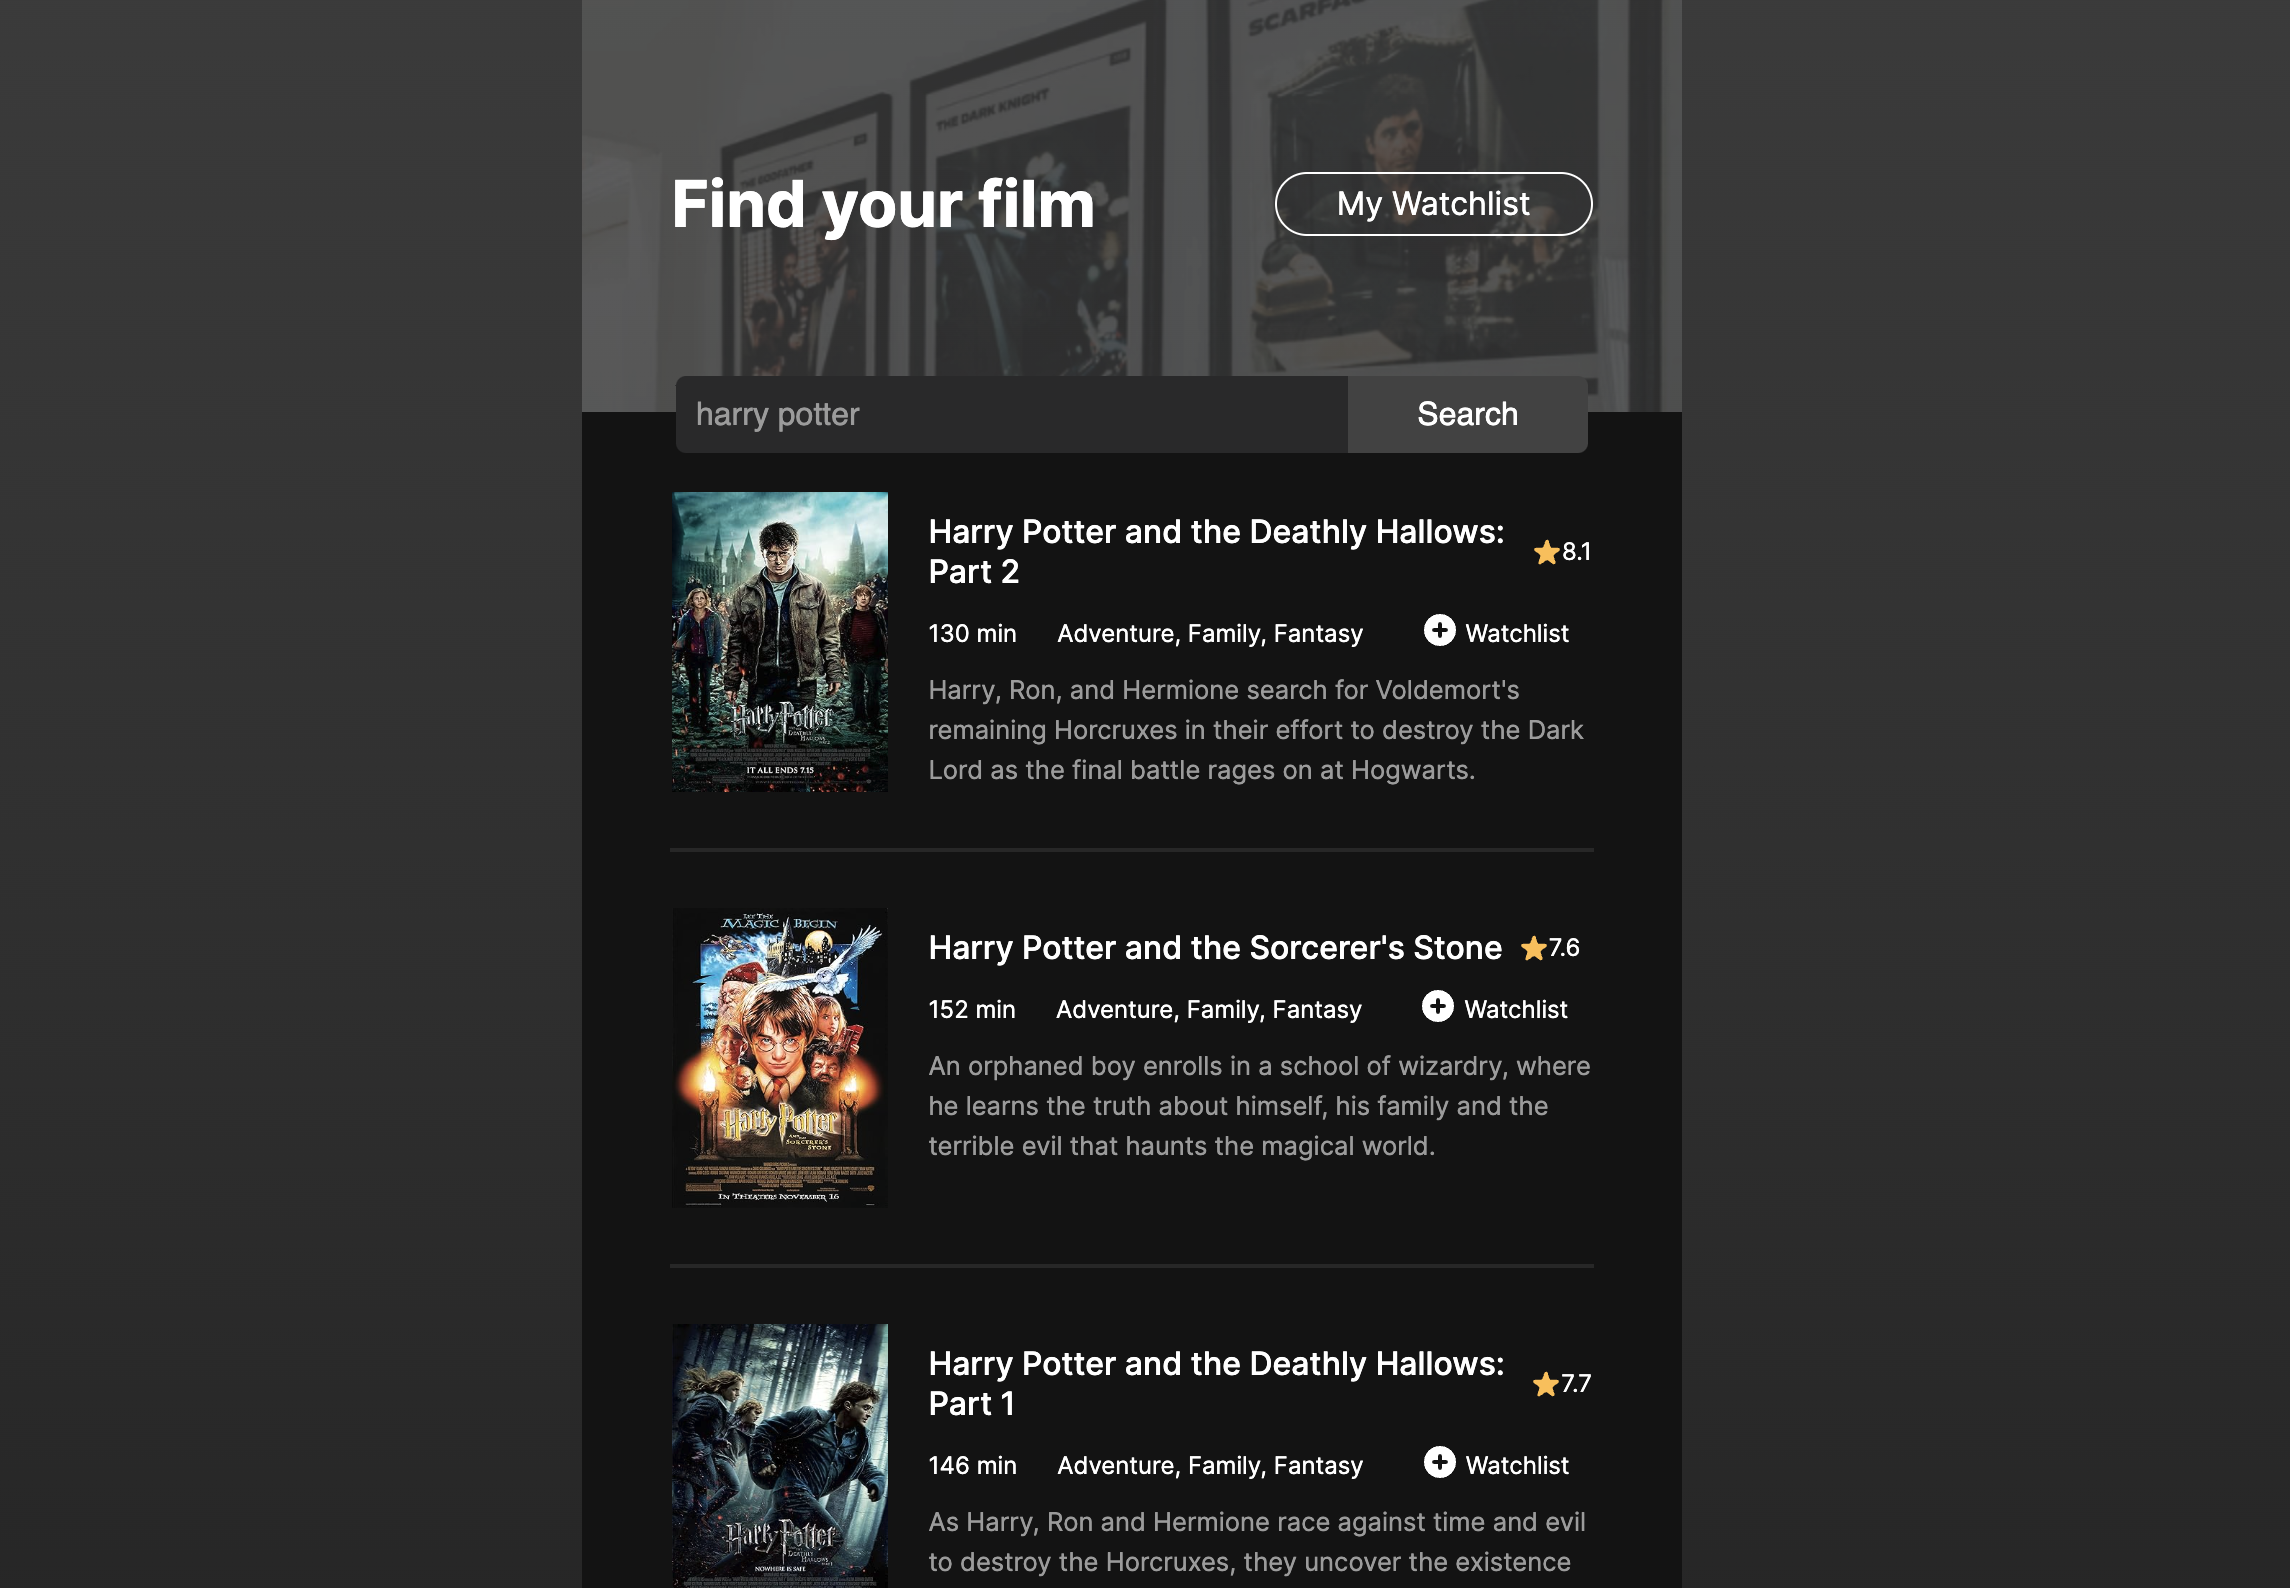 SCARFAC
THE DARK KNIGHT
THE GODFATHER
Find your film
My Watchlist
harry potter
Search
Harry Potter and the Deathly Hallows:
Part 2
8.1
130 min Adventure, Family, Fantasy Watchlist
Harry, Ron, and Hermione search for Voldemort's
remaining Horcruxes in their effort to destroy the Dark
Lord as the final battle rages on at Hogwarts.
Harry Potter
DEATHLY
HALLOWS
IT ALL ENDS 7.15
LET THE
MAGIC BEGIN
Harry Potter and the Sorcerer's Stone 7.6
152 min Adventure, Family, Fantasy Watchlist
An orphaned boy enrolls in a school of wizardry, where
he learns the truth about himself, his family and the
terrible evil that haunts the magical world.
Harry Potter
AND THE
SORCERER'S
STONE
IN THEATERS NOVEMBER 16
Harry Potter and the Deathly Hallows:
Part 1
7.7
146 min Adventure, Family, Fantasy Watchlist
As Harry, Ron and Hermione race against time and evil
to destroy the Horcruxes, they uncover the existence
Harry Potter
DEATHLY
HALLOWS
NOWHERE IS SAFE